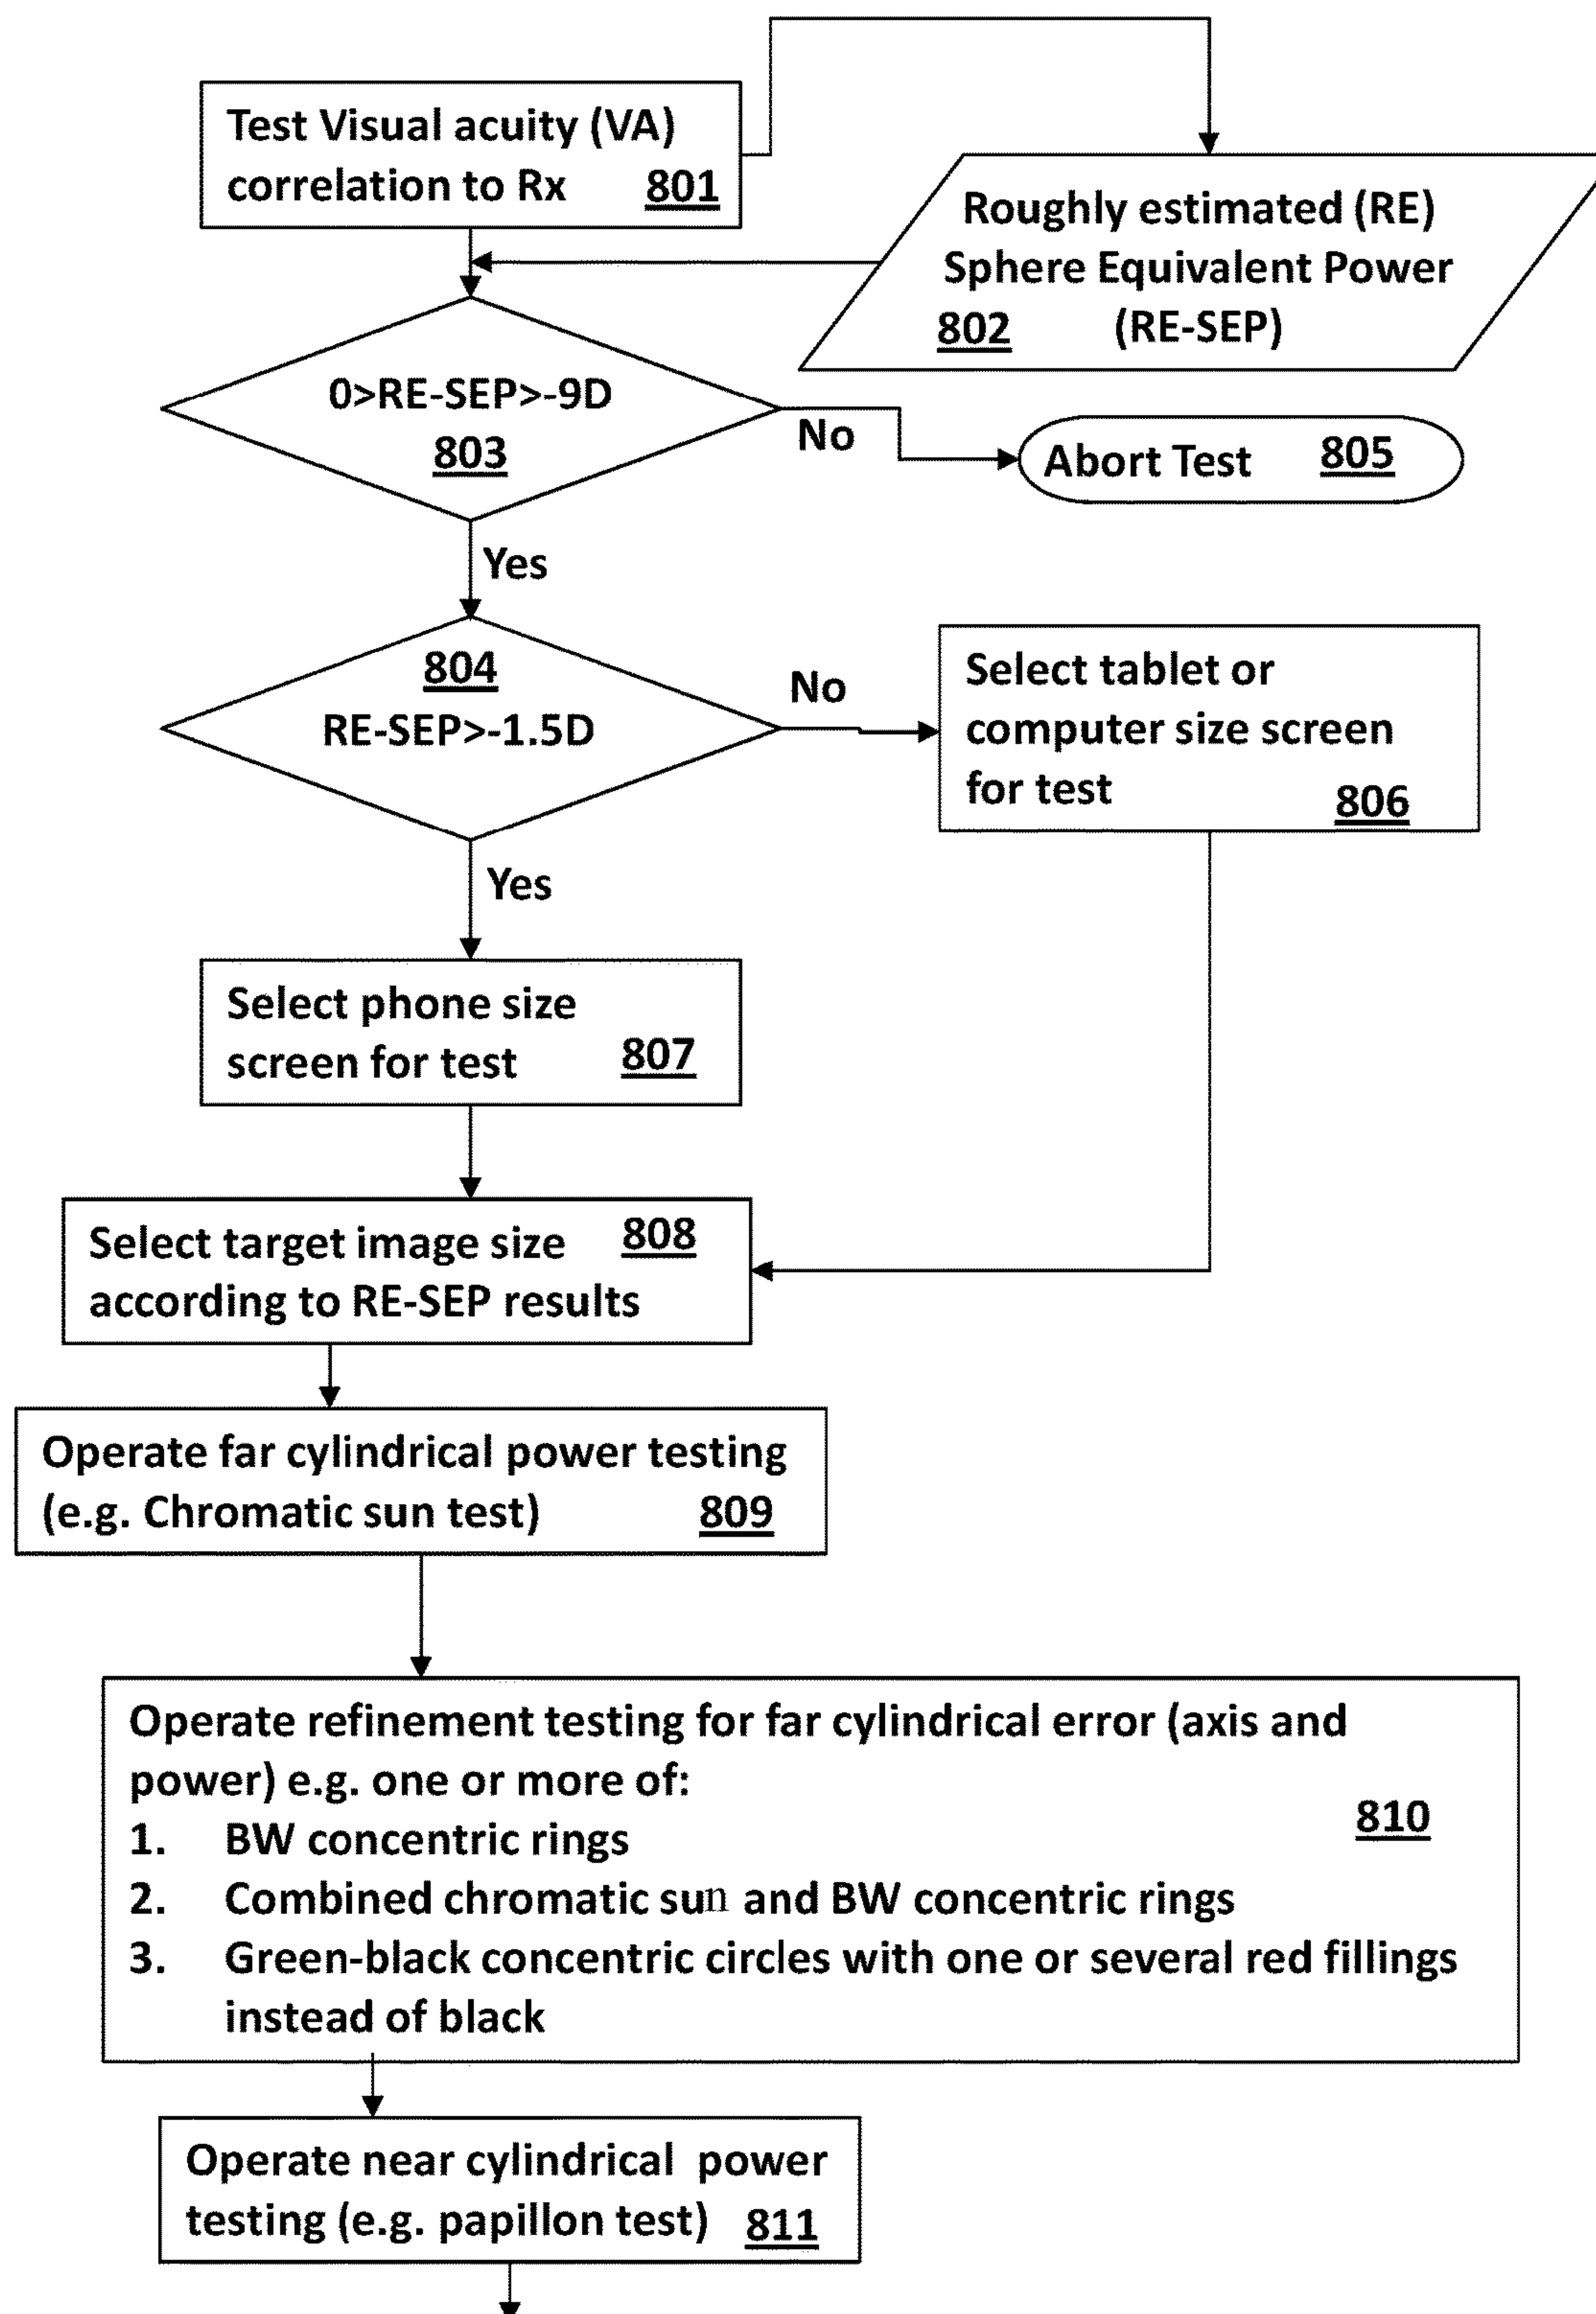 Test Visual acuity (VA)
correlation to Rx 801
Roughly estimated (RE)
Sphere Equivalent Power
802 (RE-SEP)
0>RE-SEP>-9D
803
No
Abort Test 805
Yes
804
RE-SEP>-1.5D
No
Select tablet or
computer size screen
for test 806
Yes
Select phone size
screen for test 807
Select target image size 808
according to RE-SEP results
Operate far cylindrical power testing
(e.g. Chromatic sun test) 809
Operate refinement testing for far cylindrical error (axis and
power) e.g. one or more of:
810
1. BW concentric rings
2. Combined chromatic sun and BW concentric rings
3. Green-black concentric circles with one or several red fillings
instead of black
Operate near cylindrical power
testing (e.g. papillon test) 811